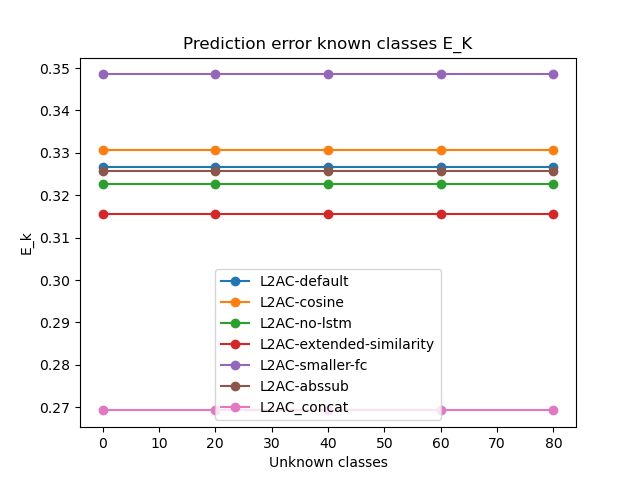 Prediction error known classes E_K
0.35
0.34
0.33
0.32
0.31
0.30
0.29
0.28
0.27
E_k
L2AC-default
L2AC-cosine
L2AC-no-lstm
L2AC-extended-similarity
L2AC-smaller-fc
L2AC-abssub
L2AC_concat
0 10 20 30 40 50 60 70 80
Unknown classes